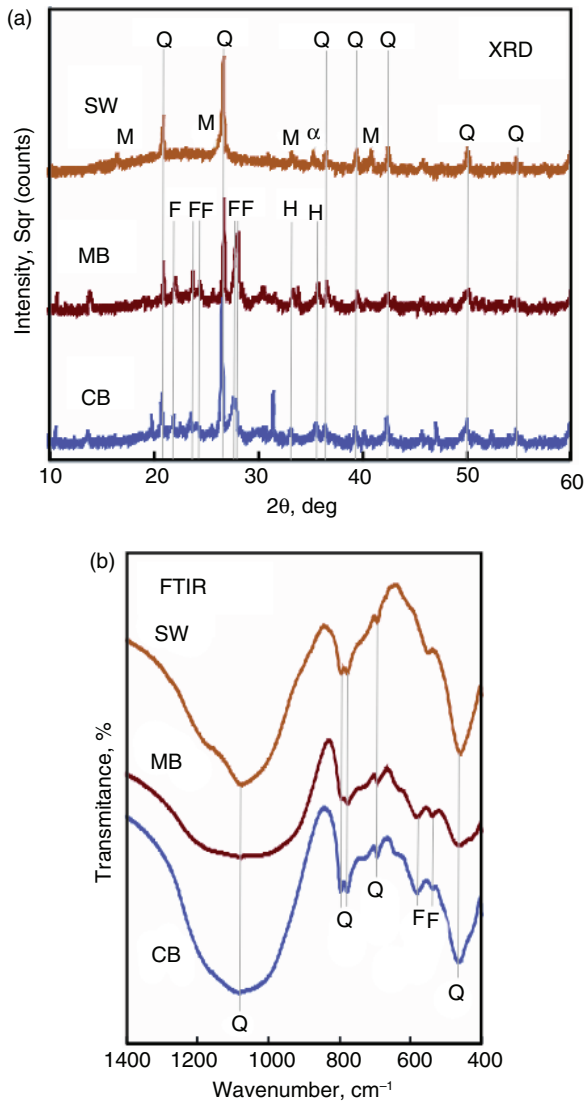 (a)
Q Q Q Q Q XRD
SW
M M M α M Q Q
F FF FF H H
MB
CB
Intensity, Sqr (counts)
10 20 30 40 50 60
2θ, deg
(b)
FTIR
SW
MB
Q Q F F
CB
Q Q
Transmitance, %
1400 1200 1000 800 600 400
Wavenumber, cm⁻¹